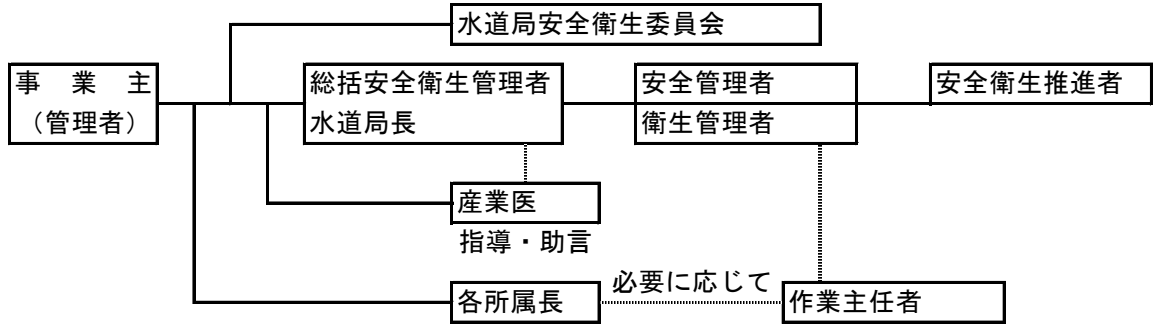 水道局安全衛生委員会
事　業　主
（管理者）
総括安全衛生管理者
水道局長
安全管理者
衛生管理者
安全衛生推進者
産業医
指導・助言
各所属長
必要に応じて
作業主任者